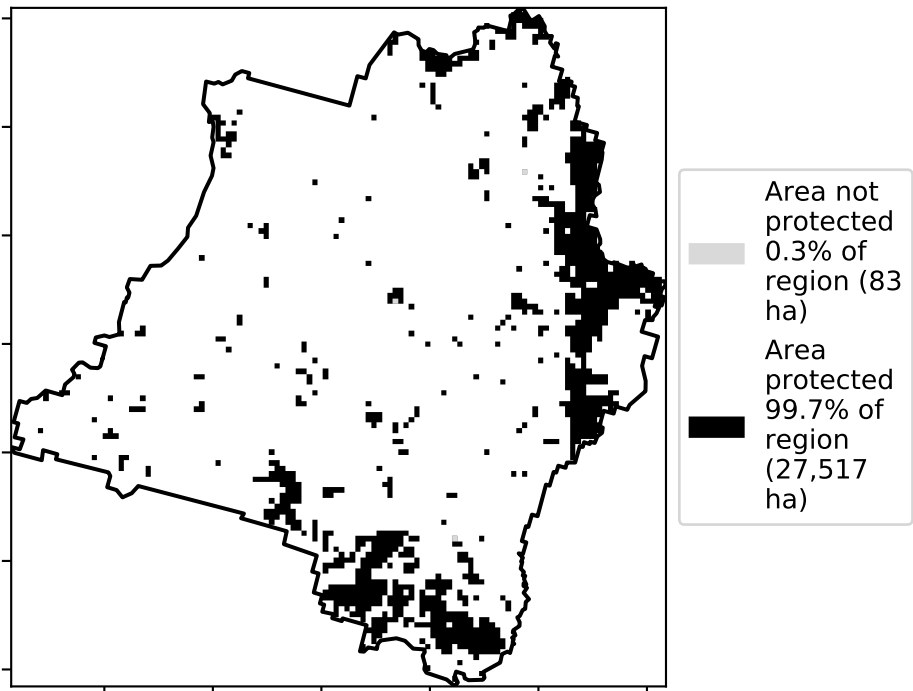 Area not
protected
0.3% of
region (83
ha)
Area
protected
99.7% of
region
(27,517
ha)